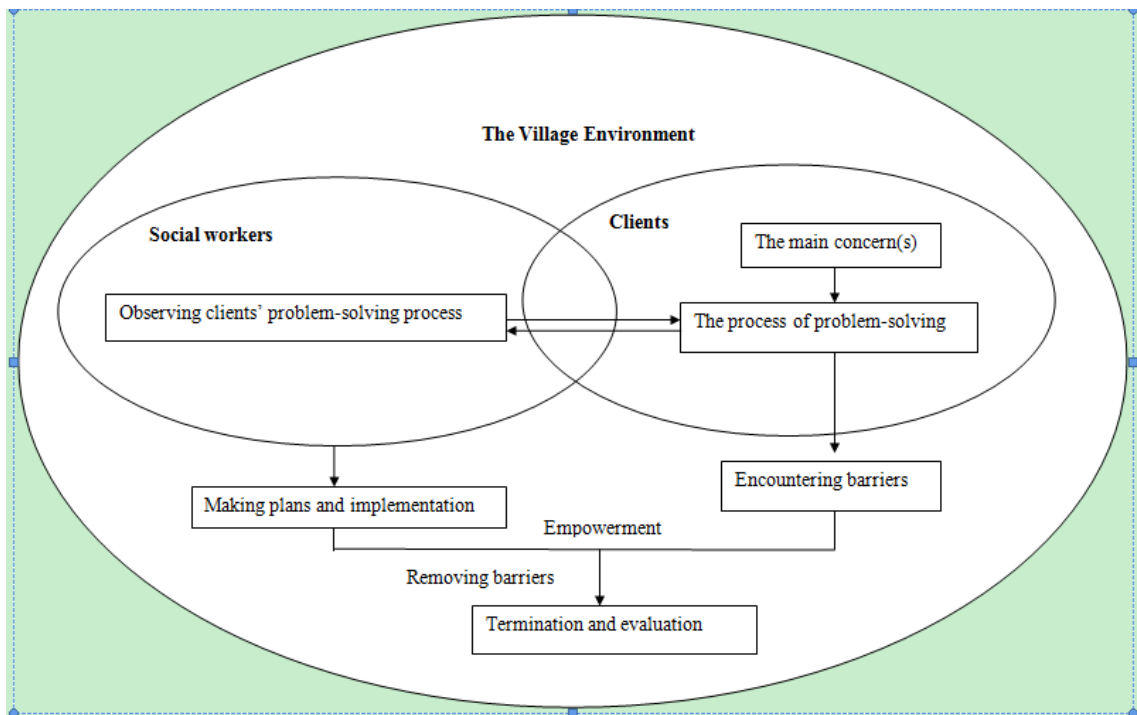 The Village Environment
Social workers
Clients
The main concern(s)
Observing clients’ problem-solving process
The process of problem-solving
Making plans and implementation
Encountering barriers
Empowerment
Removing barriers
Termination and evaluation